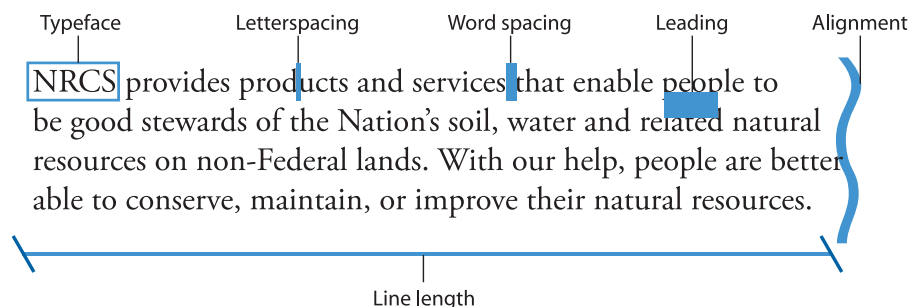 Typeface Letterspacing Word spacing Leading Alignment
NRCS provides products and services that enable people to
be good stewards of the Nation’s soil, water and related natural
resources on non-Federal lands. With our help, people are better
able to conserve, maintain, or improve their natural resources.
Line length